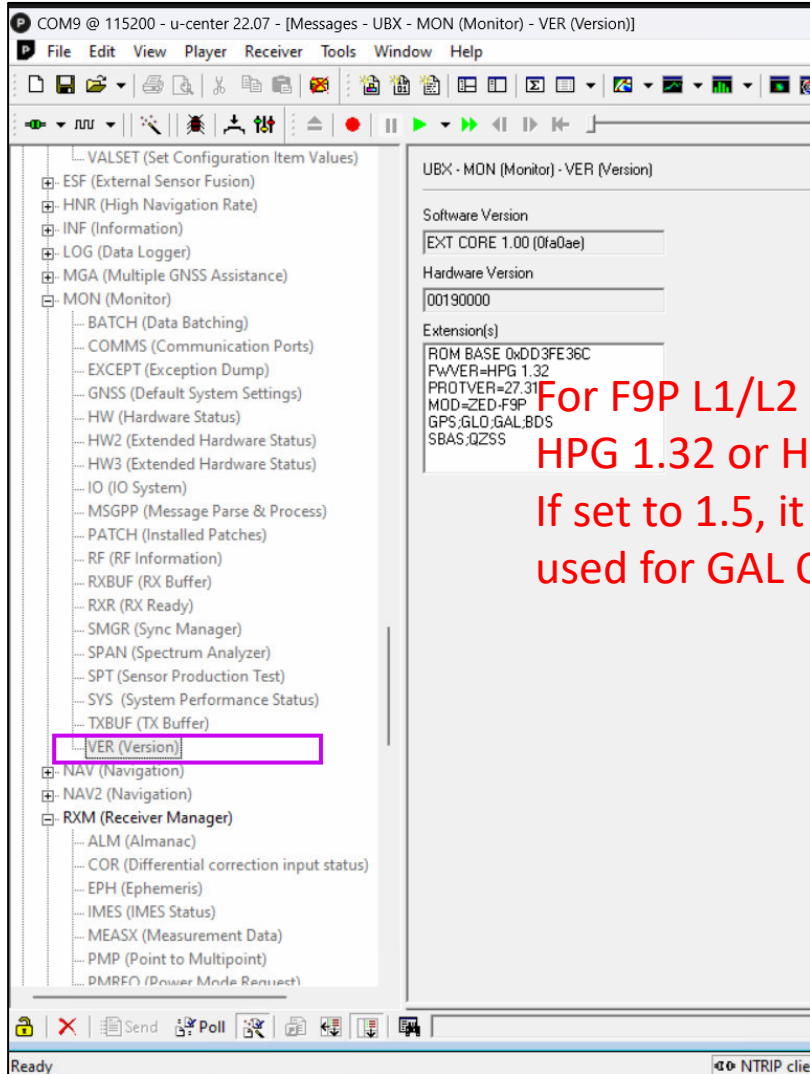 COM9 @ 115200 - u-center 22.07 - [Messages - UBX - MON (Monitor) - VER (Version)]
File Edit View Player Receiver Tools Window Help
VALSET (Set Configuration Item Values)
ESF (External Sensor Fusion)
HNR (High Navigation Rate)
INF (Information)
LOG (Data Logger)
MGA (Multiple GNSS Assistance)
MON (Monitor)
BATCH (Data Batching)
COMMS (Communication Ports)
EXCEPT (Exception Dump)
GNSS (Default System Settings)
HW (Hardware Status)
HW2 (Extended Hardware Status)
HW3 (Extended Hardware Status)
IO (IO System)
MSGPP (Message Parse & Process)
PATCH (Installed Patches)
RF (RF Information)
RXBUF (RX Buffer)
RXR (RX Ready)
SMGR (Sync Manager)
SPAN (Spectrum Analyzer)
SPT (Sensor Production Test)
SYS (System Performance Status)
TXBUF (TX Buffer)
VER (Version)
NAV (Navigation)
NAV2 (Navigation)
RXM (Receiver Manager)
ALM (Almanac)
COR (Differential correction input status)
EPH (Ephemeris)
IMES (IMES Status)
MEASX (Measurement Data)
PMP (Point to Multipoint)
PMREQ (Power Mode Request)
UBX - MON (Monitor) - VER (Version)
Software Version
EXT CORE 1.00 (0fa0ae)
Hardware Version
00190000
Extension(s)
ROM BASE 0xDD3FE36C
FWVER=HPG 1.32
PROTVER=27.31
MOD=ZED-F9P
GPS;GLO;GAL;BDS
SBAS;QZSS
For F9P L1/L2
HPG 1.32 or H
If set to 1.5, it
used for GAL
Send Poll
Ready NTRIP clie